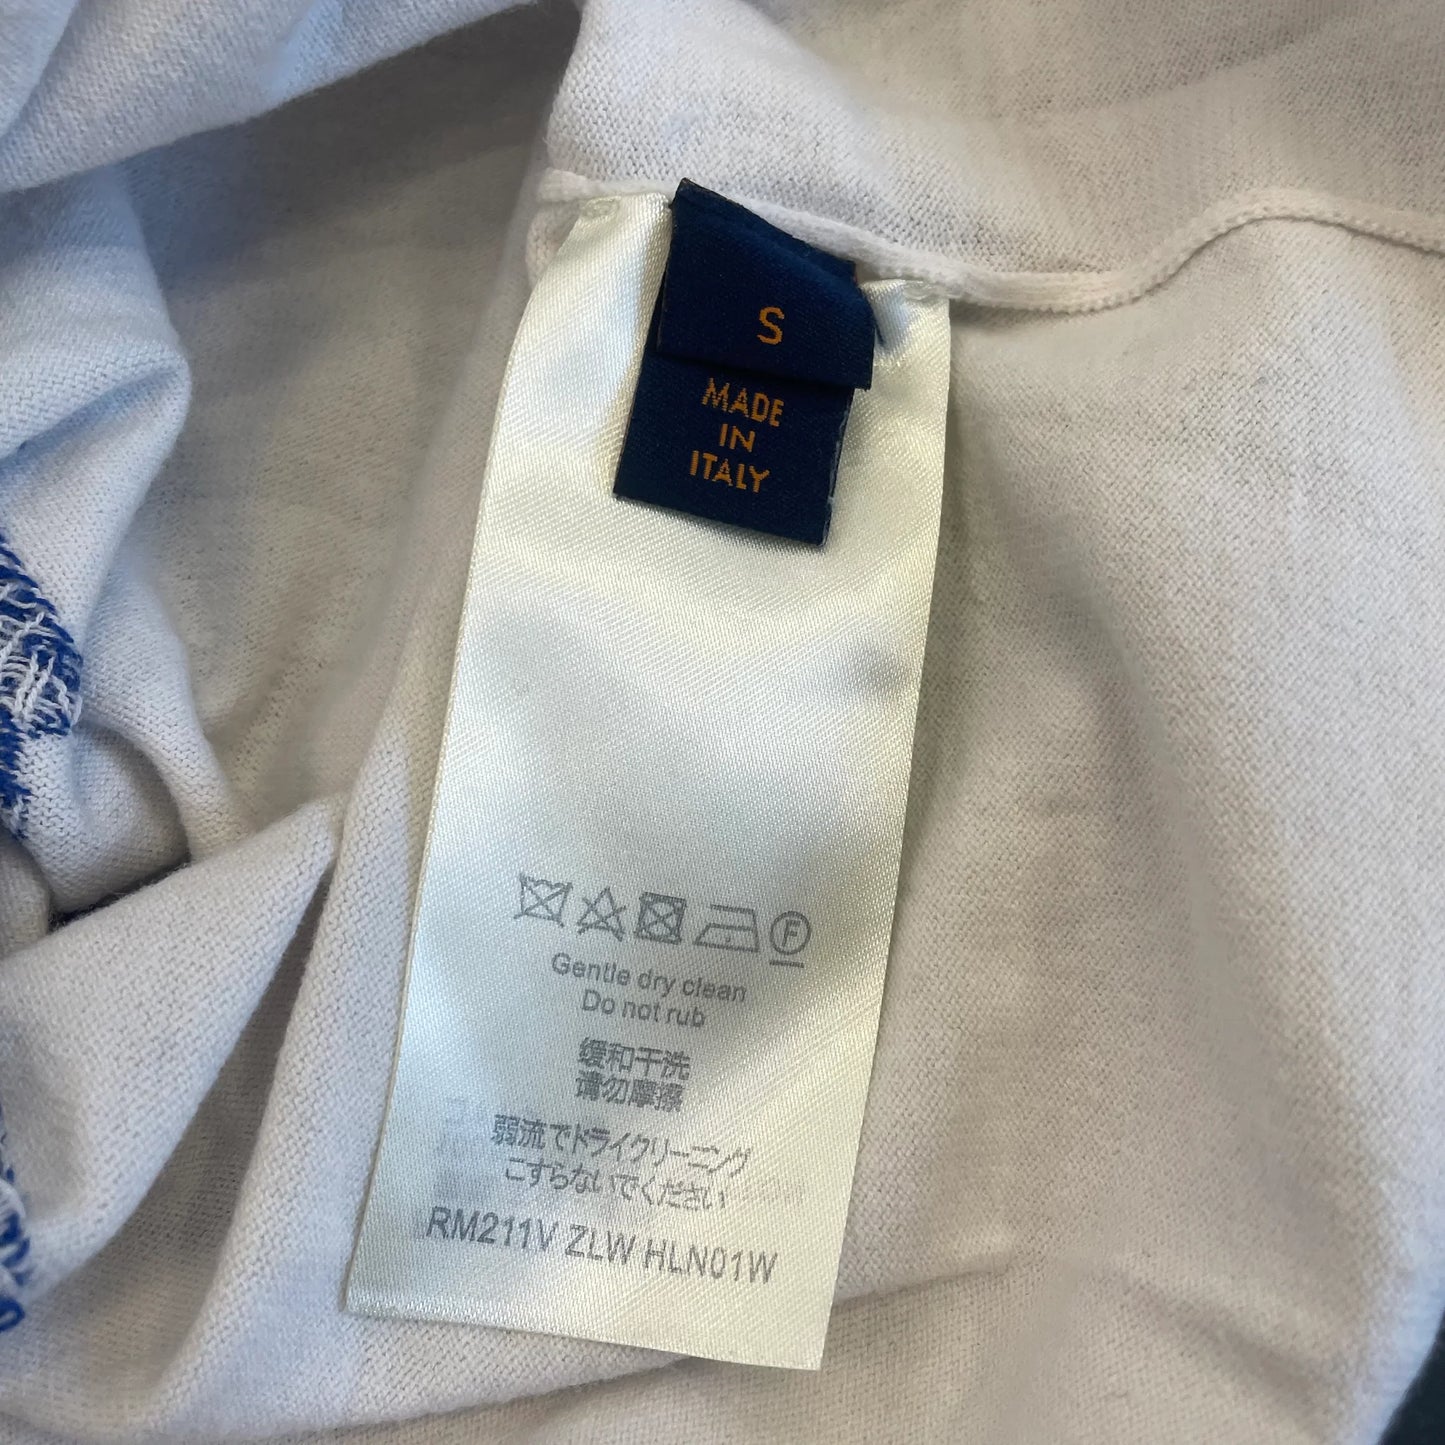 S
MADE
IN
ITALY
F
Gentle dry clean
Do not rub
缓和干洗
请勿摩擦
弱流でドライクリーニング
こすらないでください
RM211V ZLW HLN01W